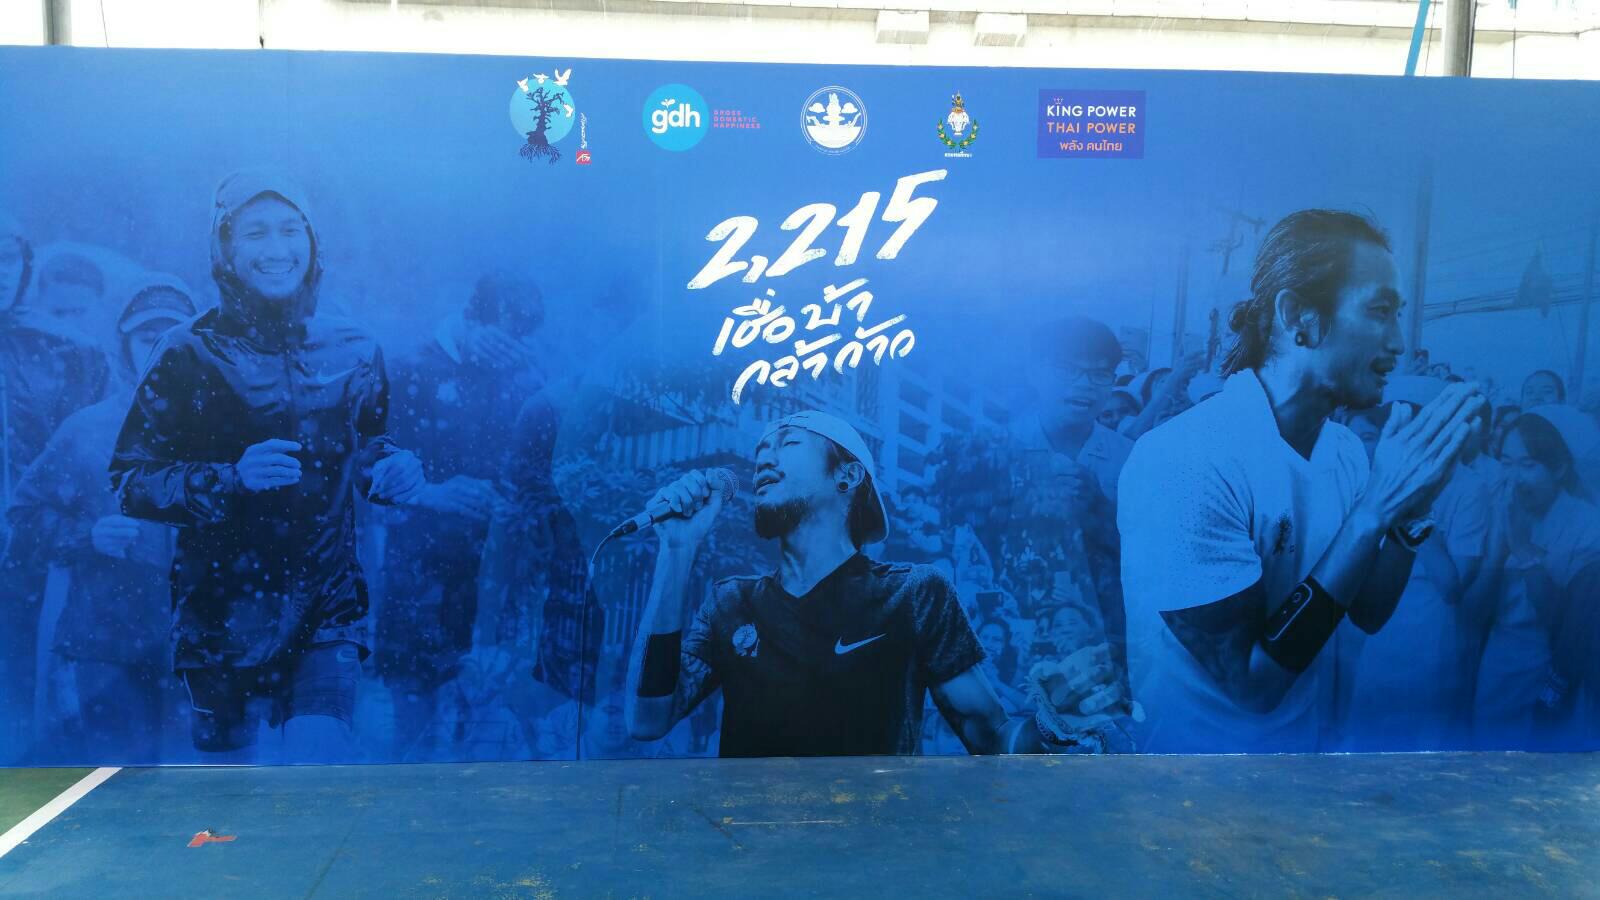 gdh
GROSS
DOMESTIC
HAPPINESS
KING POWER
THAI POWER
พลัง คนไทย
2,215
เชื่อ บ้า
กล้า ก้าว